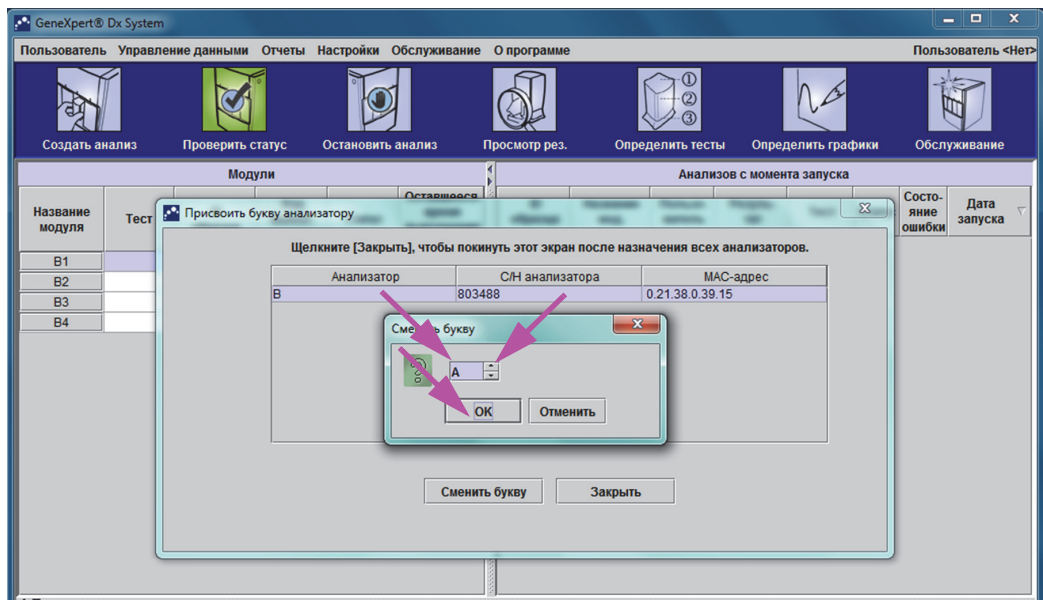 GeneXpert® Dx System
Пользователь Управление данными Отчеты Настройки Обслуживание О программе Пользователь <Нет>
Создать анализ Проверить статус Остановить анализ Просмотр рез. Определить тесты Определить графики Обслуживание
Модули Анализов с момента запуска
Название модуля
Тест
Оставшееся
Состо-
яние
ошибки
Дата
запуска
B1
B2
B3
B4
Присвоить букву анализатору
Щелкните [Закрыть], чтобы покинуть этот экран после назначения всех анализаторов.
Анализатор С/Н анализатора MAC-адрес
B 803488 0.21.38.0.39.15
букву
A
OK Отменить
Сменить букву Закрыть